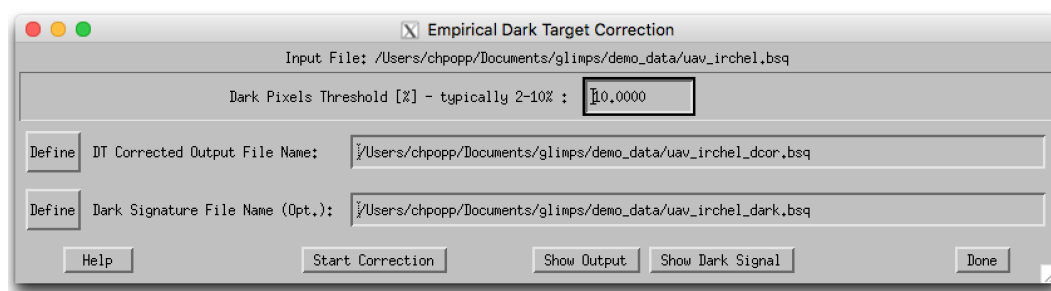 Empirical Dark Target Correction
Input File: /Users/chpopp/Documents/glimps/demo_data/uav_irchel.bsq
Dark Pixels Threshold [%] - typically 2-10% : 10.0000
Define DT Corrected Output File Name: /Users/chpopp/Documents/glimps/demo_data/uav_irchel_dcor.bsq
Define Dark Signature File Name (Opt.): /Users/chpopp/Documents/glimps/demo_data/uav_irchel_dark.bsq
Help Start Correction Show Output Show Dark Signal Done